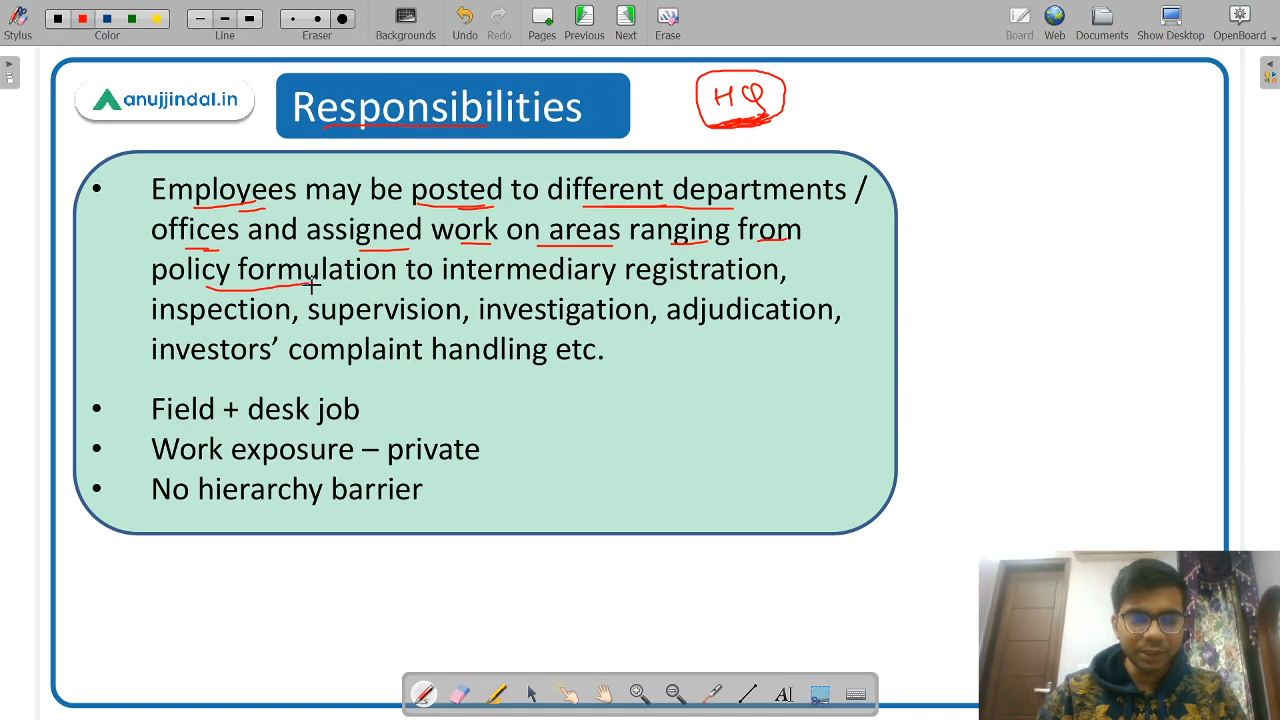 Stylus
Color
Line
Eraser
Backgrounds
Undo
Redo
Pages
Previous
Next
Erase
Board
Web
Documents
Show Desktop
OpenBoard
anujjindal.in
Responsibilities
HQ
• Employees may be posted to different departments /
offices and assigned work on areas ranging from
policy formulation to intermediary registration,
inspection, supervision, investigation, adjudication,
investors’ complaint handling etc.
• Field + desk job
• Work exposure – private
• No hierarchy barrier
AI